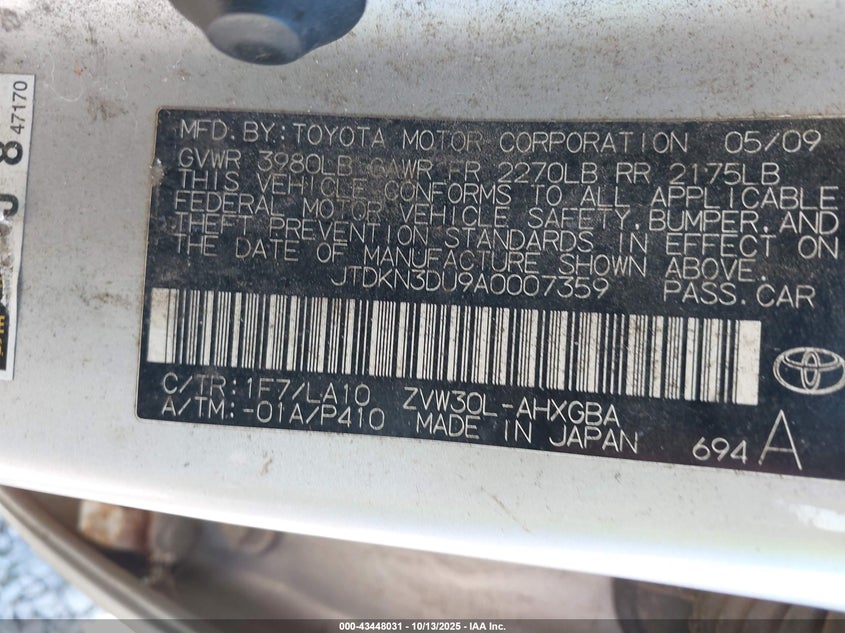 MFD. BY: TOYOTA MOTOR CORPORATION 05/09
GVWR 3980LB GAWR FR 2270LB RR 2175LB
THIS VEHICLE CONFORMS TO ALL APPLICABLE
FEDERAL MOTOR VEHICLE SAFETY, BUMPER, AND
THEFT PREVENTION STANDARDS IN EFFECT ON
THE DATE OF MANUFACTURE SHOWN ABOVE.
JTDKN3DU9A0007359 PASS. CAR
C/TR: 1F7/LA10 ZVW30L-AHXGBA
A/TM: -01A/P410 MADE IN JAPAN
694 A
8 47170
000-43448031 - 10/13/2025 - IAA Inc.